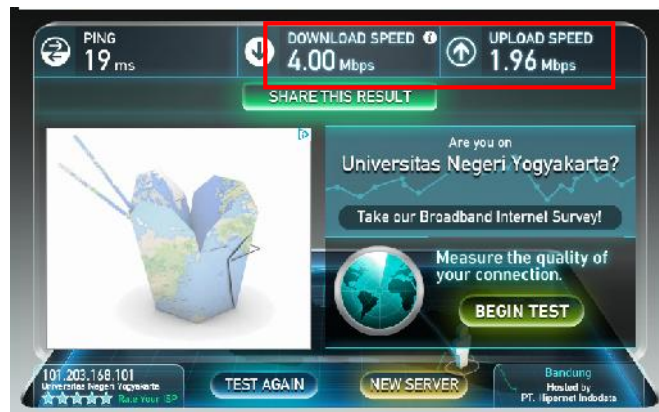 PING
19 ms
DOWNLOAD SPEED
4.00 Mbps
UPLOAD SPEED
1.96 Mbps
SHARE THIS RESULT
Are you on
Universitas Negeri Yogyakarta?
Take our Broadband Internet Survey!
Measure the quality of
your connection.
BEGIN TEST
101.203.168.101
Universitas Negeri Yogyakarta
Rate Your ISP
TEST AGAIN
NEW SERVER
Bandung
Hosted by
PT. Hipernet Indodata